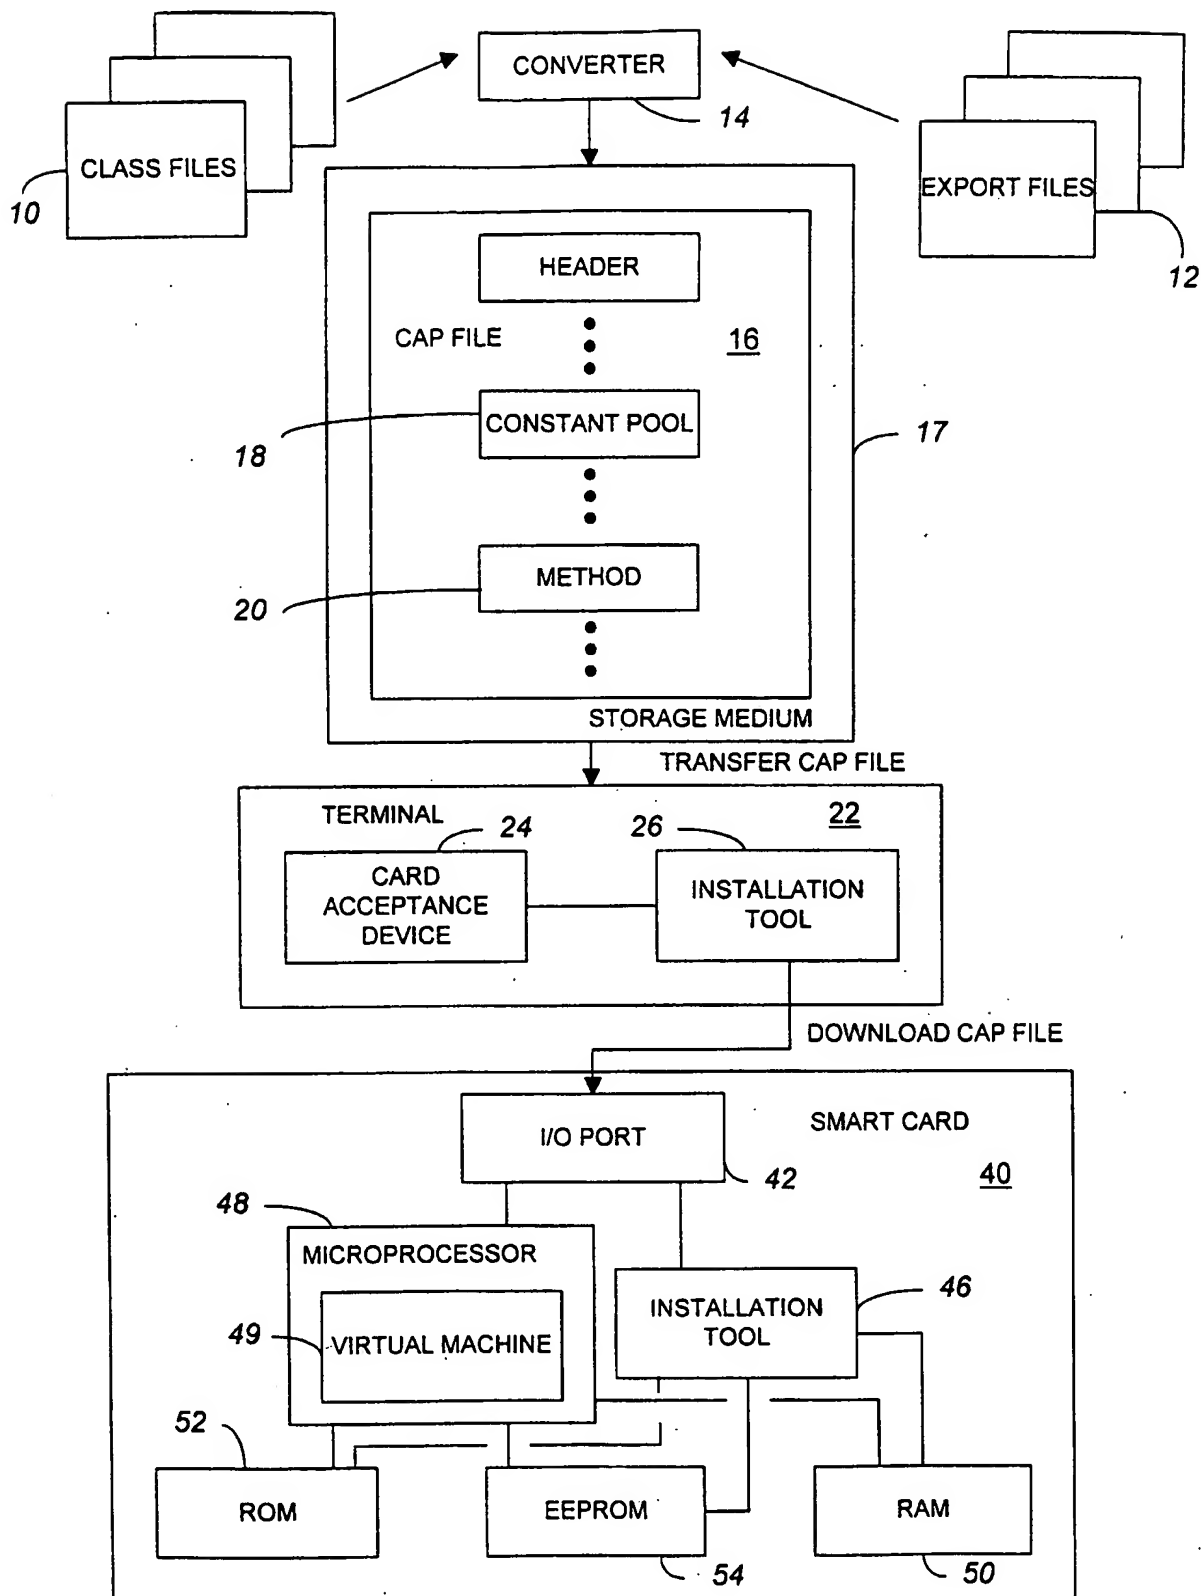 CONVERTER
14
CLASS FILES
10
EXPORT FILES
12
HEADER
CAP FILE
16
CONSTANT POOL
18
17
METHOD
20
STORAGE MEDIUM
TRANSFER CAP FILE
TERMINAL
24
26
22
CARD
ACCEPTANCE
DEVICE
INSTALLATION
TOOL
DOWNLOAD CAP FILE
I/O PORT
SMART CARD
42
40
48
MICROPROCESSOR
46
INSTALLATION
TOOL
49
VIRTUAL MACHINE
52
ROM
EEPROM
RAM
54
50